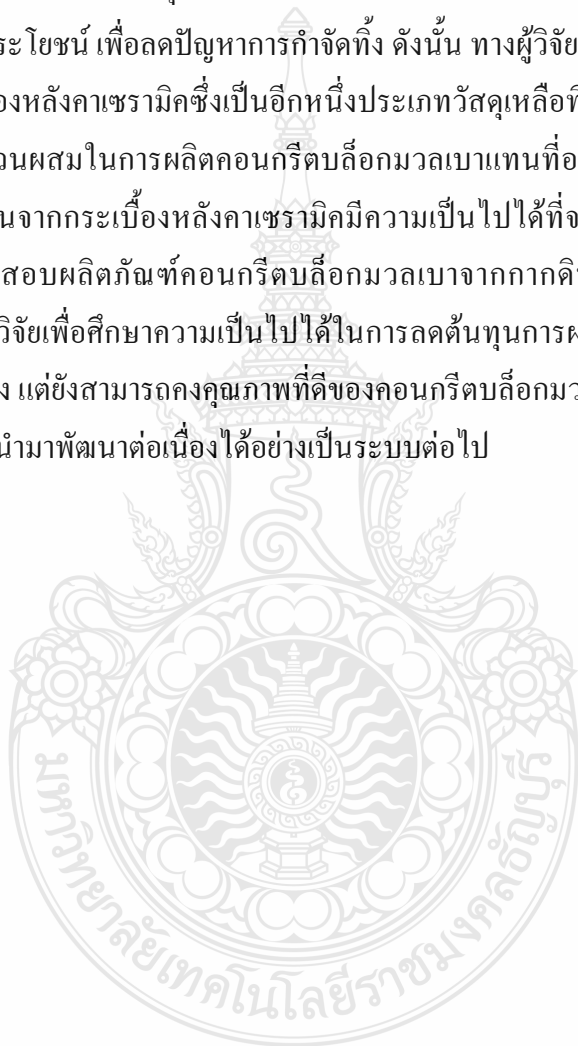 ระโยชน์ เพื่อลดปัญหาการกำจัดทิ้ง ดังนั้น ทางผู้วิจัย
องหลังคาเซรามิคซึ่งเป็นอีกหนึ่งประเภทวัสดุเหลือทิ
วนผสมในการผลิตคอนกรีตบล็อกมวลเบาแทนที่อ
นจากกระเบื้องหลังคาเซรามิคมีความเป็นไปได้ที่จ
สอบผลิตภัณฑ์คอนกรีตบล็อกมวลเบาจากกากดิ
วิจัยเพื่อศึกษาความเป็นไปได้ในการลดต้นทุนการผ
ง แต่ยังสามารถคงคุณภาพที่ดีของคอนกรีตบล็อกมว
นำมาพัฒนาต่อเนื่องได้อย่างเป็นระบบต่อไป
มหาวิทยาลัยเทคโนโลยีราชมงคลธัญบุรี